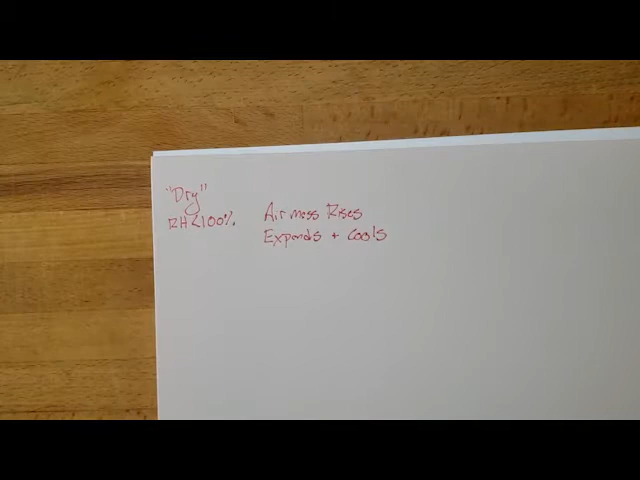 "Dry"
RH<100%
Air mass Rises
Expands + Cools